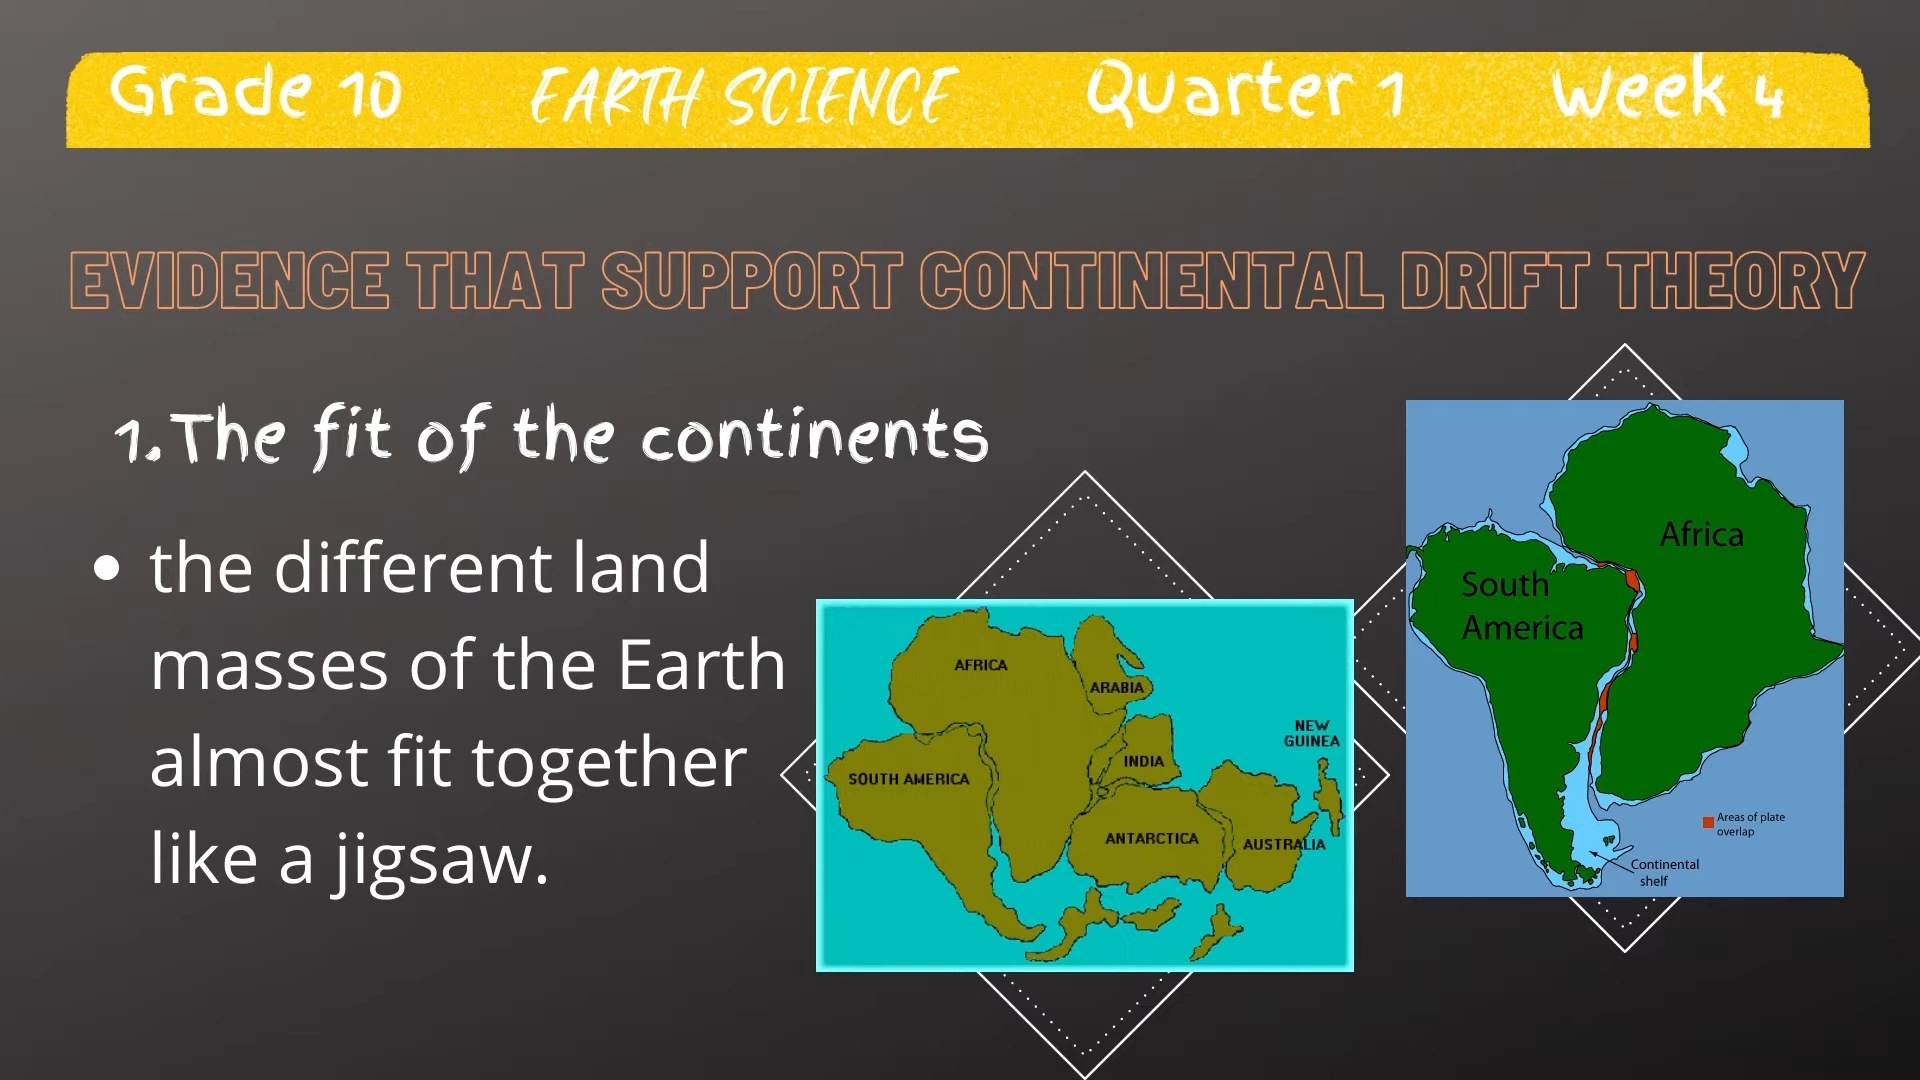 Grade 10 EARTH SCIENCE Quarter 1 Week 4
EVIDENCE THAT SUPPORT CONTINENTAL DRIFT THEORY
1.The fit of the continents
• the different land
masses of the Earth
almost fit together
like a jigsaw.
AFRICA
ARABIA
NEW
GUINEA
INDIA
SOUTH AMERICA
ANTARCTICA
AUSTRALIA
Africa
South
America
Areas of plate
overlap
Continental
shelf